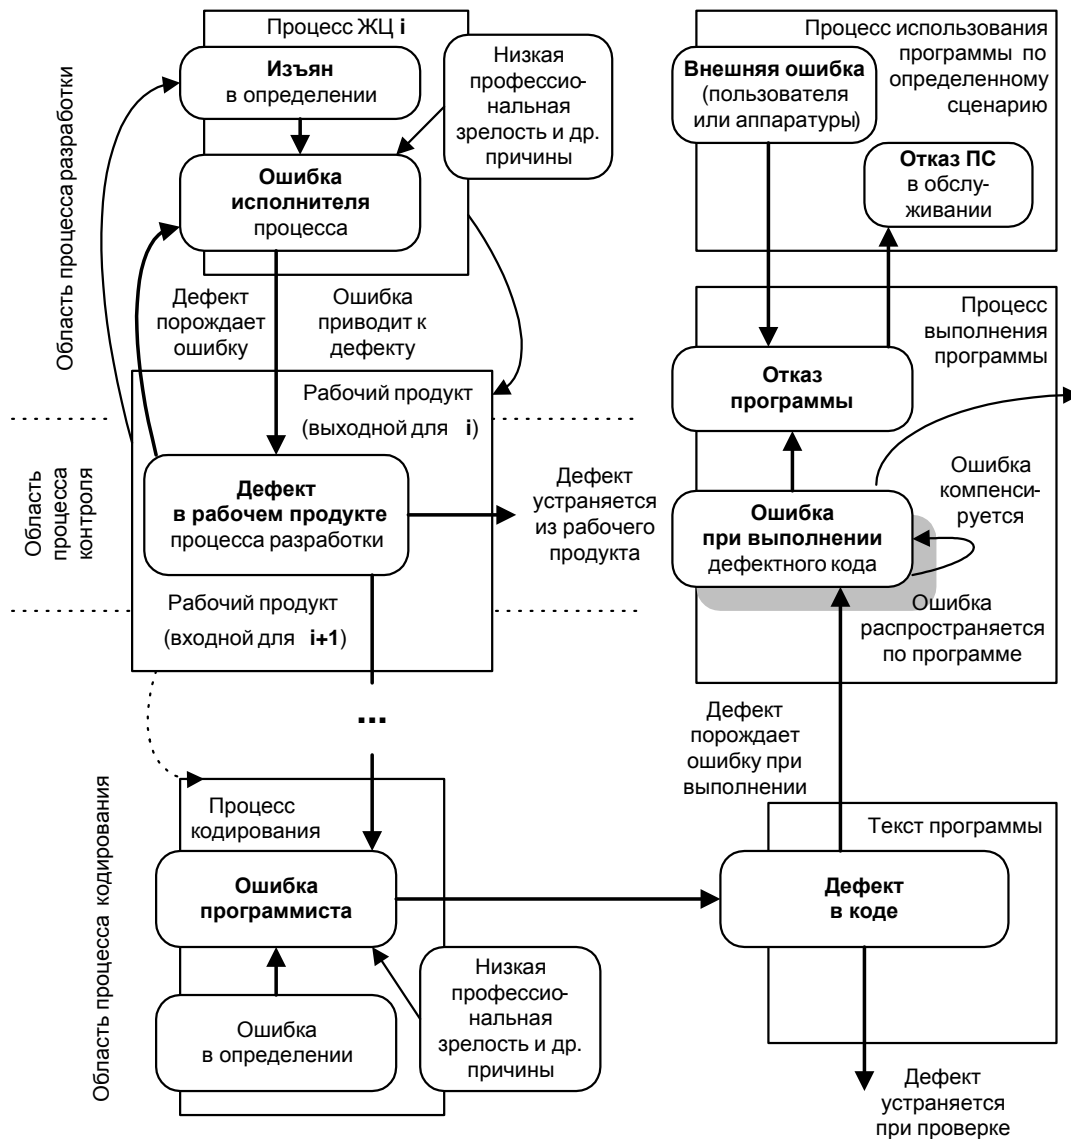 Процесс ЖЦ i
Изъян
в определении
Низкая
профессио-
нальная
зрелость и др.
причины
Ошибка
исполнителя
процесса
Область процесса разработки
Дефект
порождает
ошибку
Ошибка
приводит к
дефекту
Рабочий продукт
(выходной для i)
Область
процесса
контроля
Дефект
в рабочем продукте
процесса разработки
Дефект
устраняется
из рабочего
продукта
Рабочий продукт
(входной для i+1)
...
Область процесса кодирования
Процесс
кодирования
Ошибка
программиста
Ошибка
в определении
Низкая
профессио-
нальная
зрелость и др.
причины
Процесс использования
программы по
определенному
сценарию
Внешняя ошибка
(пользователя
или аппаратуры)
Отказ ПС
в обслу-
живании
Процесс
выполнения
программы
Отказ
программы
Ошибка
компенси-
руется
Ошибка
при выполнении
дефектного кода
Ошибка
распространяется
по программе
Дефект
порождает
ошибку при
выполнении
Текст программы
Дефект
в коде
Дефект
устраняется
при проверке